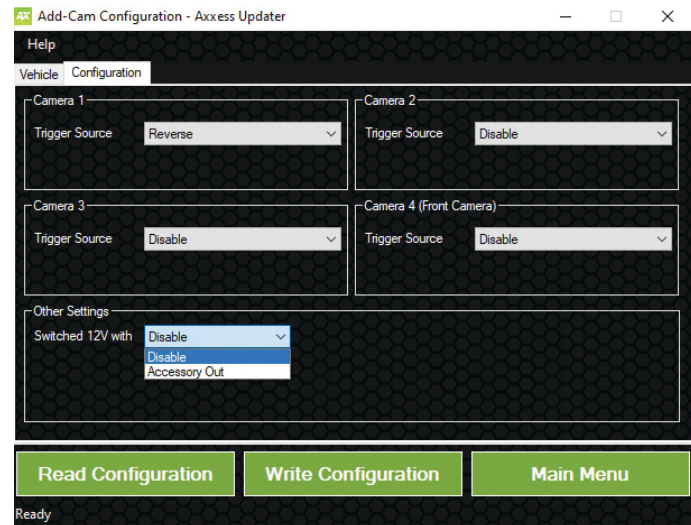 AX Add-Cam Configuration - Axxess Updater
Help
Vehicle Configuration
Camera 1
Trigger Source Reverse
Camera 2
Trigger Source Disable
Camera 3
Trigger Source Disable
Camera 4 (Front Camera)
Trigger Source Disable
Other Settings
Switched 12V with Disable
Disable
Accessory Out
Read Configuration Write Configuration Main Menu
Ready